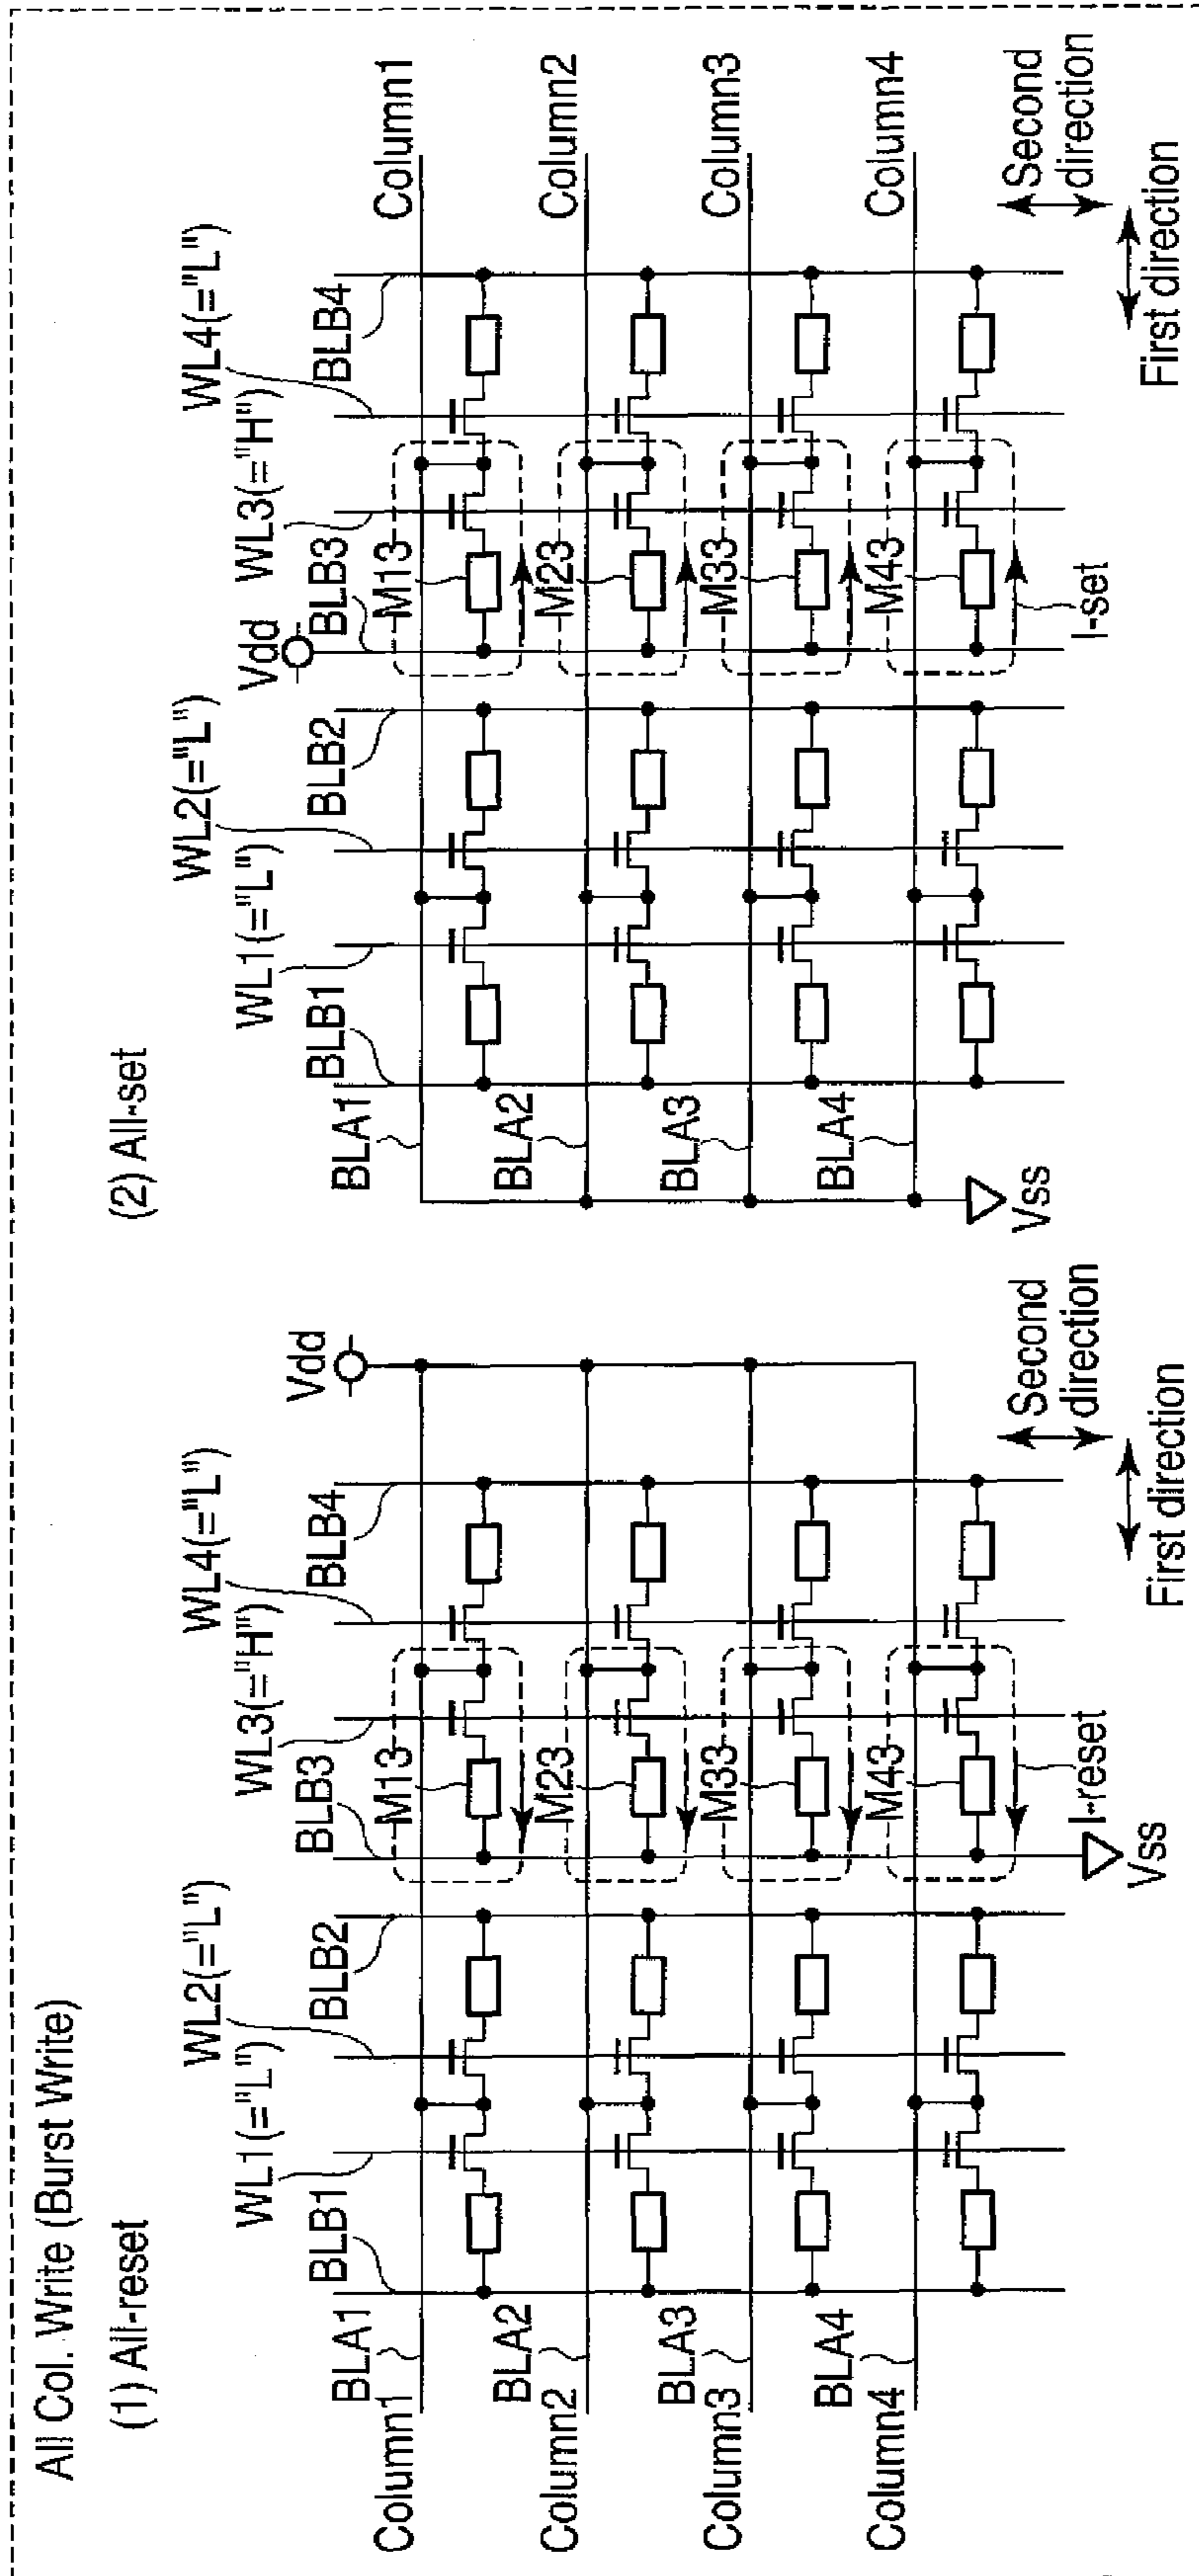 All Col. Write (Burst Write)
(1) All-reset
WL1(="L")
WL2(="L")
WL3(="H")
WL4(="L")
BLB1
BLB2
BLB3
BLB4
Vdd
BLA1
Column1
M13
BLA2
Column2
M23
BLA3
Column3
M33
BLA4
Column4
M43
I-reset
Vss
Second
direction
First direction
(2) All-set
WL1(="L")
WL2(="L")
WL3(="H")
WL4(="L")
BLB1
BLB2
Vdd
BLB3
BLB4
BLA1
M13
Column1
BLA2
M23
Column2
BLA3
M33
Column3
BLA4
M43
Column4
I-set
Vss
Second
direction
First direction